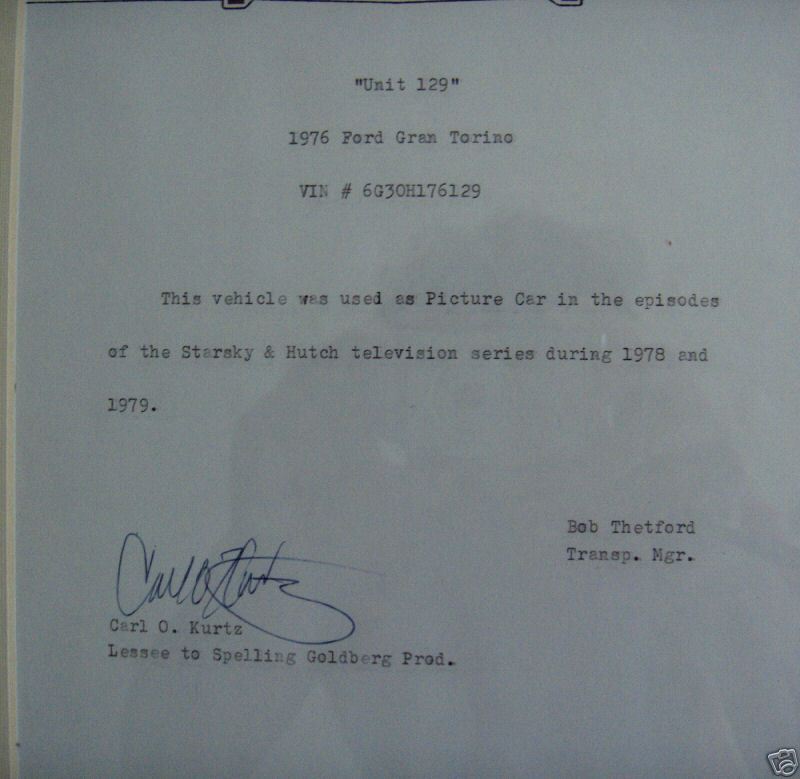 "Unit 129"
1976 Ford Gran Torino
VIN # 6G30H176129
This vehicle was used as Picture Car in the episodes
of the Starsky & Hutch television series during 1978 and
1979.
Bob Thetford
Transp. Mgr.
Carl O. Kurtz
Carl O. Kurtz
Lessee to Spelling Goldberg Prod.